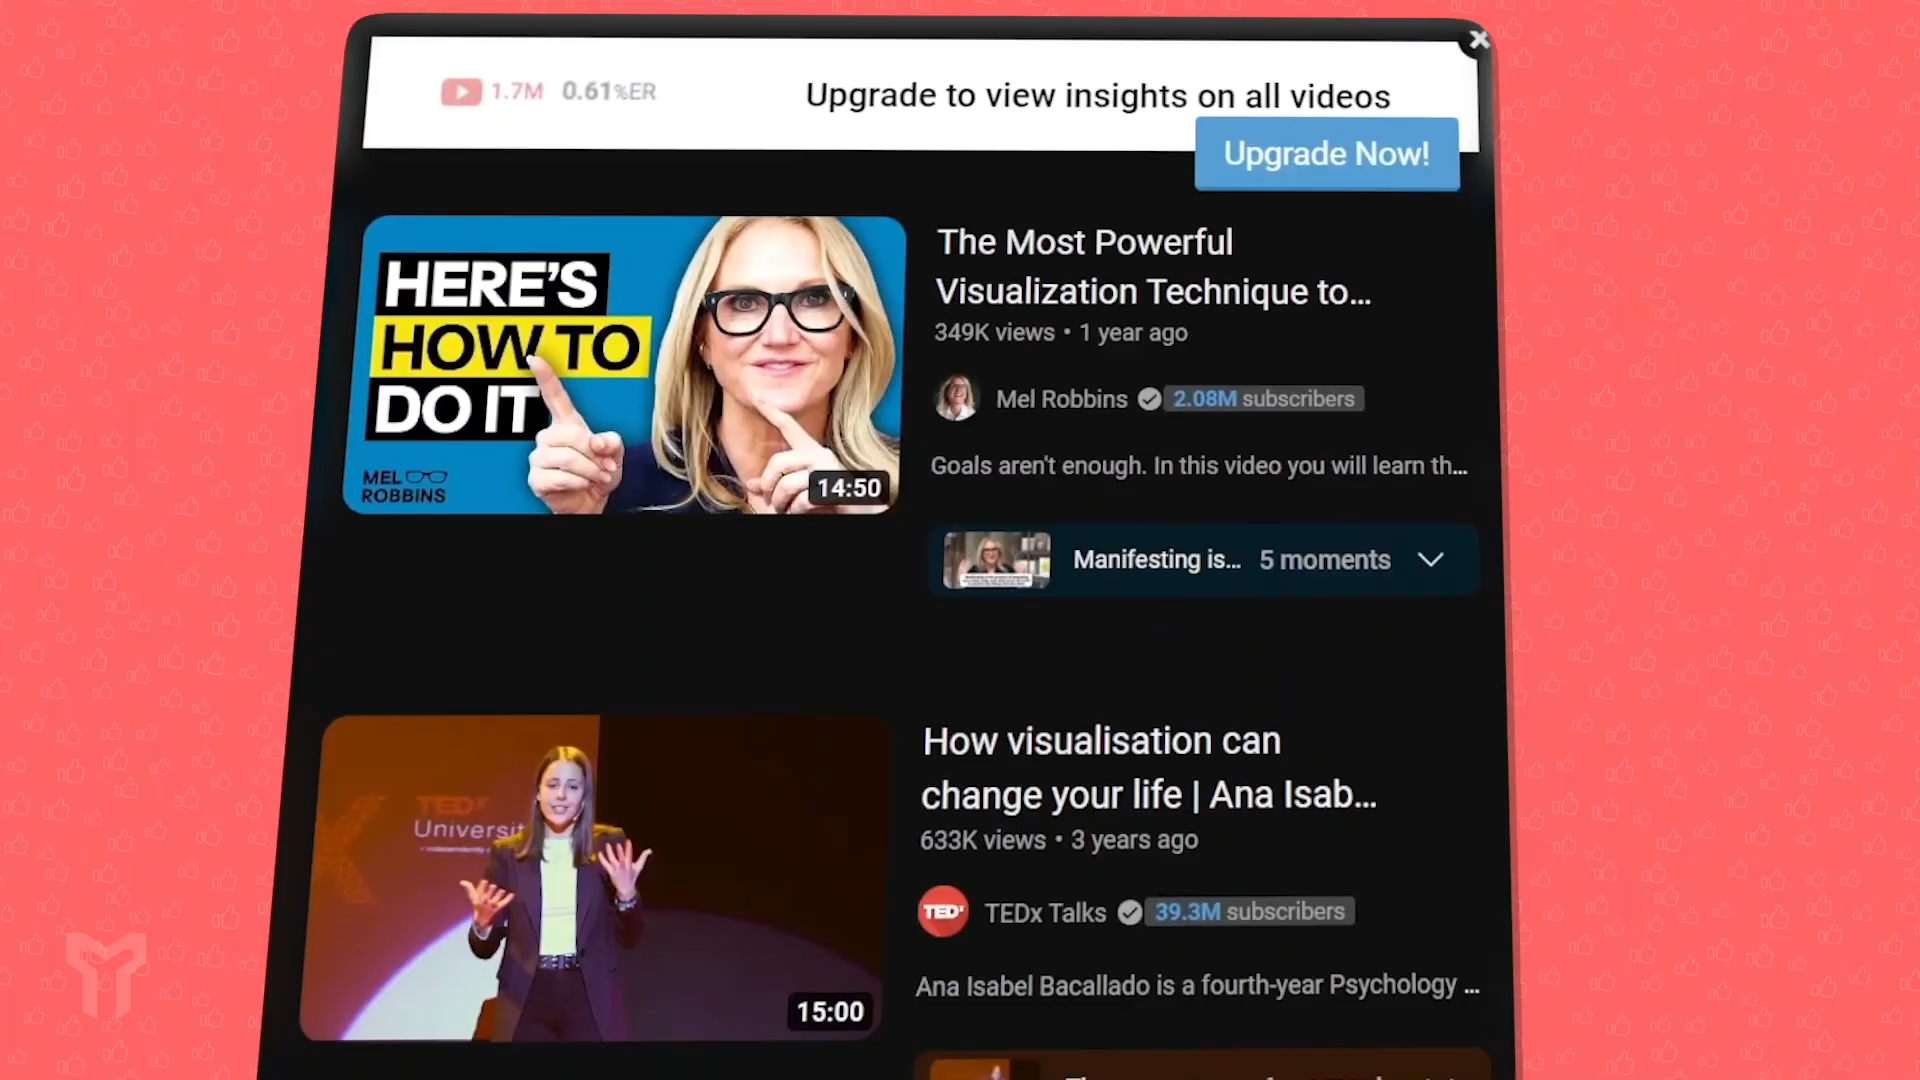 1.7M 0.61%ER
Upgrade to view insights on all videos
Upgrade Now!
HERE'S
HOW TO
DO IT
MEL
ROBBINS
14:50
The Most Powerful
Visualization Technique to...
349K views • 1 year ago
Mel Robbins 2.08M subscribers
Goals aren't enough. In this video you will learn th...
Manifesting is... 5 moments
TEDx
Universit
15:00
How visualisation can
change your life | Ana Isab...
633K views • 3 years ago
TEDx
TEDx Talks 39.3M subscribers
Ana Isabel Bacallado is a fourth-year Psychology ...